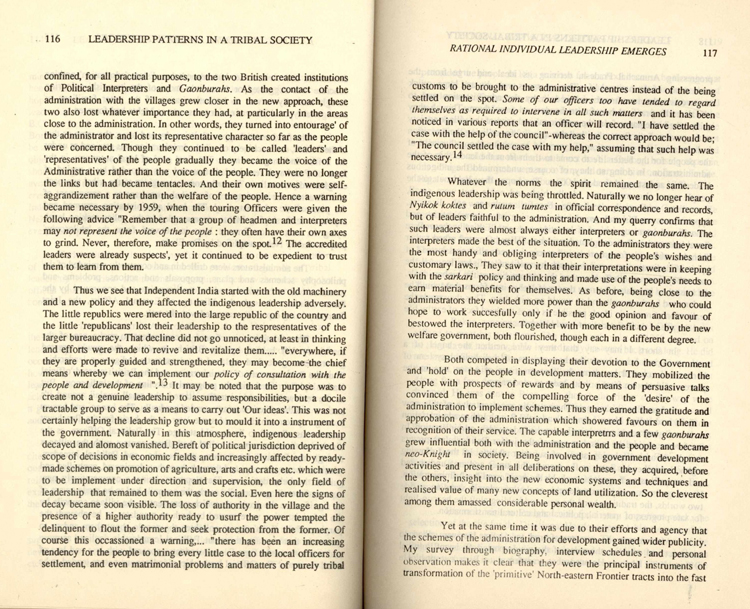 116 LEADERSHIP PATTERNS IN A TRIBAL SOCIETY
confined, for all practical purposes, to the two British created institutions
of Political Interpreters and Gaonburahs. As the contact of the
administration with the villages grew closer in the new approach, these
two also lost whatever importance they had, at particularly in the areas
close to the administration. In other words, they turned into entourage' of
the administrator and lost its representative character so far as the people
were concerned. Though they continued to be called 'leaders' and
'representatives' of the people gradually they became the voice of the
Administrative rather than the voice of the people. They were no longer
the links but had became tentacles. And their own motives were self-
aggrandizement rather than the welfare of the people. Hence a warning
became necessary by 1959, when the touring Officers were given the
following advice "Remember that a group of headmen and interpreters
may not represent the voice of the people : they often have their own axes
to grind. Never, therefore, make promises on the spot.12 The accredited
leaders were already suspects', yet it continued to be expedient to trust
them to learn from them.
Thus we see that Independent India started with the old machinery
and a new policy and they affected the indigenous leadership adversely.
The little republics were mered into the large republic of the country and
the little 'republicans' lost their leadership to the respresentatives of the
larger bureaucracy. That decline did not go unnoticed, at least in thinking
and efforts were made to revive and revitalize them..... "everywhere, if
they are properly guided and strengthened, they may become the chief
means whereby we can implement our policy of consultation with the
people and development ".13 It may be noted that the purpose was to
create not a genuine leadership to assume responsibilities, but a docile
tractable group to serve as a means to carry out 'Our ideas'. This was not
certainly helping the leadership grow but to mould it into a instrument of
the government. Naturally in this atmosphere, indigenous leadership
decayed and alomost vanished. Bereft of political jurisdiction deprived of
scope of decisions in economic fields and increasingly affected by ready-
made schemes on promotion of agriculture, arts and crafts etc. which were
to be implement under direction and supervision, the only field of
leadership that remained to them was the social. Even here the signs of
decay became soon visible. The loss of authority in the village and the
presence of a higher authority ready to usurf the power tempted the
delinquent to flout the former and seek protection from the former. Of
course this occassioned a warning,... "there has been an increasing
tendency for the people to bring every little case to the local officers for
settlement, and even matrimonial problems and matters of purely tribal
RATIONAL INDIVIDUAL LEADERSHIP EMERGES 117
customs to be brought to the administrative centres instead of the being
settled on the spot. Some of our officers too have tended to regard
themselves as required to intervene in all such matters and it has been
noticed in various reports that an officer will record. "I have settled the
case with the help of the council"-whereas the correct approach would be;
"The council settled the case with my help," assuming that such help was
necessary.14
Whatever the norms the spirit remained the same. The
indigenous leadership was being throttled. Naturally we no longer hear of
Nyikok koktes and rutum tumtes in official correspondence and records,
but of leaders faithful to the administration. And my querry confirms that
such leaders were almost always either interpreters or gaonburahs. The
interpreters made the best of the situation. To the administrators they were
the most handy and obliging interpreters of the people's wishes and
customary laws., They saw to it that their interpretations were in keeping
with the sarkari policy and thinking and made use of the people's needs to
earn material benefits for themselves. As before, being close to the
administrators they wielded more power than the gaonburahs who could
hope to work succesfully only if he the good opinion and favour of
bestowed the interpreters. Together with more benefit to be by the new
welfare government, both flourished, though each in a different degree.
Both competed in displaying their devotion to the Government
and 'hold' on the people in development matters. They mobilized the
people with prospects of rewards and by means of persuasive talks
convinced them of the compelling force of the 'desire' of the
administration to implement schemes. Thus they earned the gratitude and
approbation of the administration which showered favours on them in
recognition of their service. The capable interpretrrs and a few gaonburahs
grew influential both with the administration and the people and became
neo-Knight in society. Being involved in government development
activities and present in all deliberations on these, they acquired, before
the others, insight into the new economic systems and techniques and
realised value of many new concepts of land utilization. So the cleverest
among them amassed considerable personal wealth.
Yet at the same time it was due to their efforts and agency that
the schemes of the administration for development gained wider publicity.
My survey through biography, interview schedules and personal
observation makes it clear that they were the principal instruments of
transformation of the 'primitive' North-eastern Frontier tracts into the fast